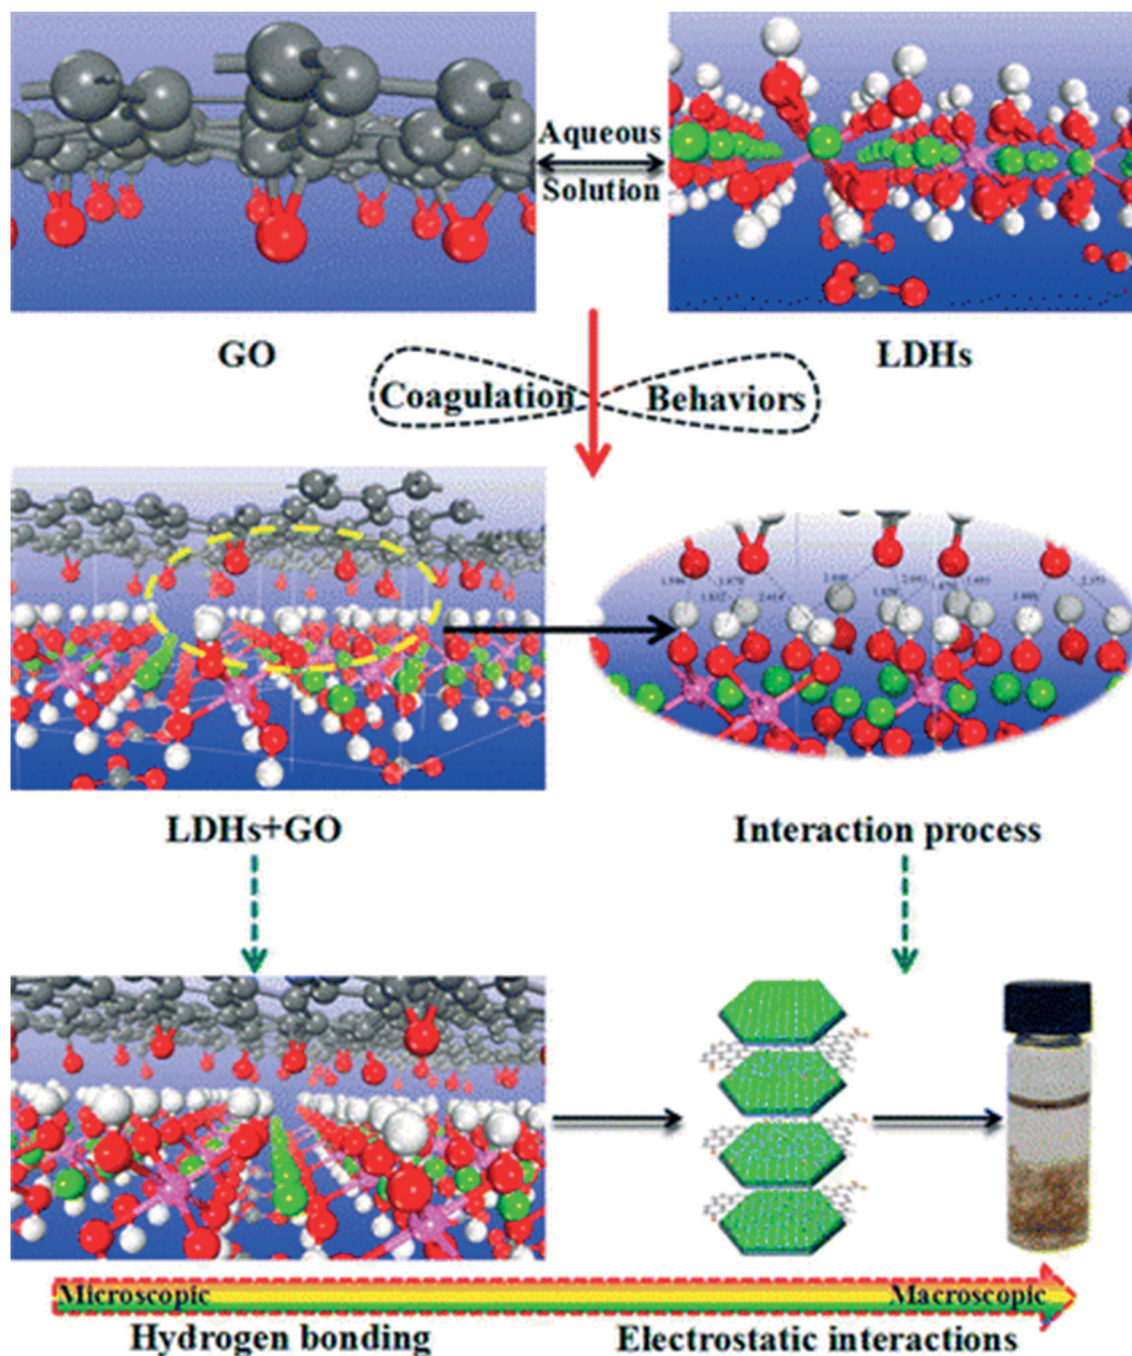 Aqueous
Solution
GO
LDHs
Coagulation
Behaviors
LDHs+GO
Interaction process
Microscopic
Macroscopic
Hydrogen bonding
Electrostatic interactions